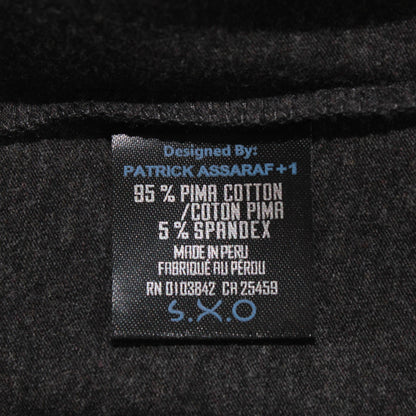 Designed By:
PATRICK ASSARAF+1
95 % PIMA COTTON
/COTON PIMA
5 % SPANDEX
MADE IN PERU
FABRIQUÉ AU PÉROU
RN 0103842 CA 25459
S.X.O